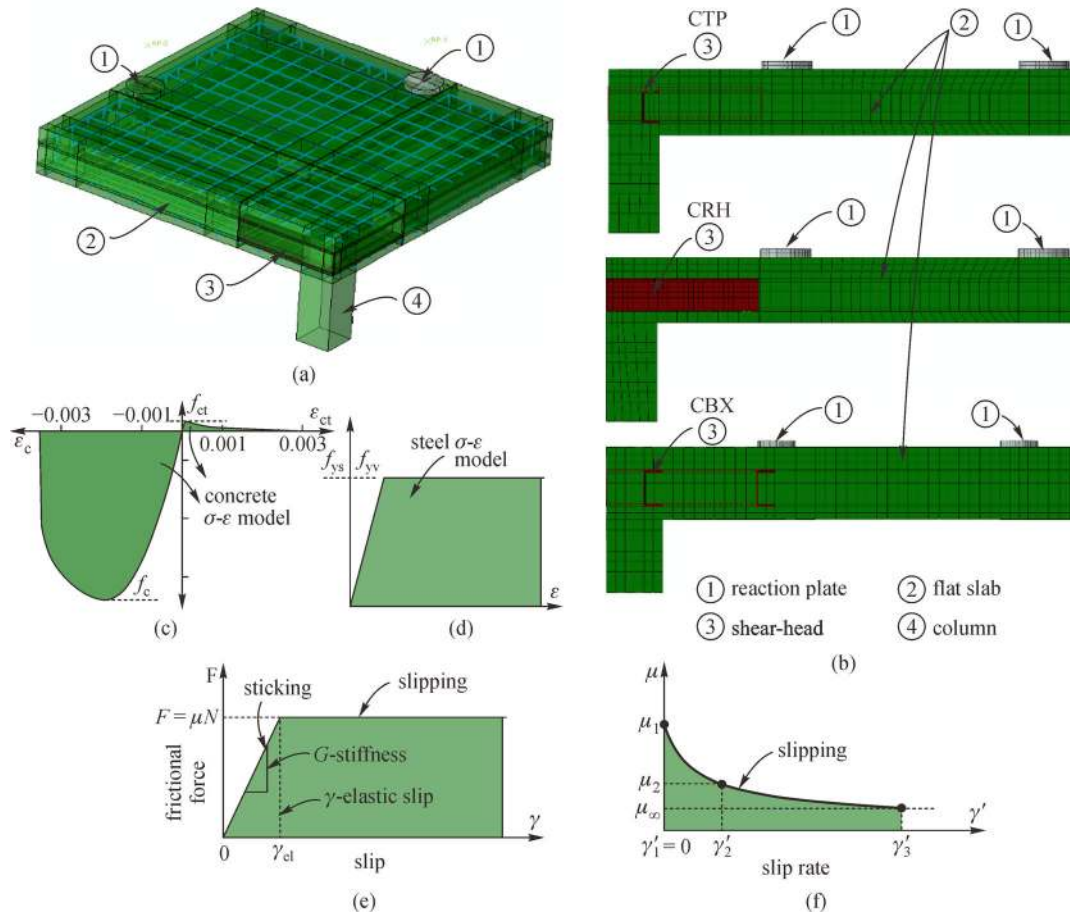 ① ①
②
③
④
(a)
CTP
③
①
②
①
CRH
③
①
①
CBX
③
①
①
① reaction plate ② flat slab
③ shear-head ④ column
(b)
−0.003 −0.001 f_ct ε_ct
ε_c 0.001 0.003
concrete
σ-ε model
f_c
(c)
steel σ-ε
model
f_ys f_yv
ε
(d)
F
sticking
slipping
F = μN
G-stiffness
γ-elastic slip
frictional
force
0 γ_el γ
slip
(e)
μ
μ_1
slipping
μ_2
μ_∞
γ′
γ′_1 = 0 γ′_2 γ′_3
slip rate
(f)